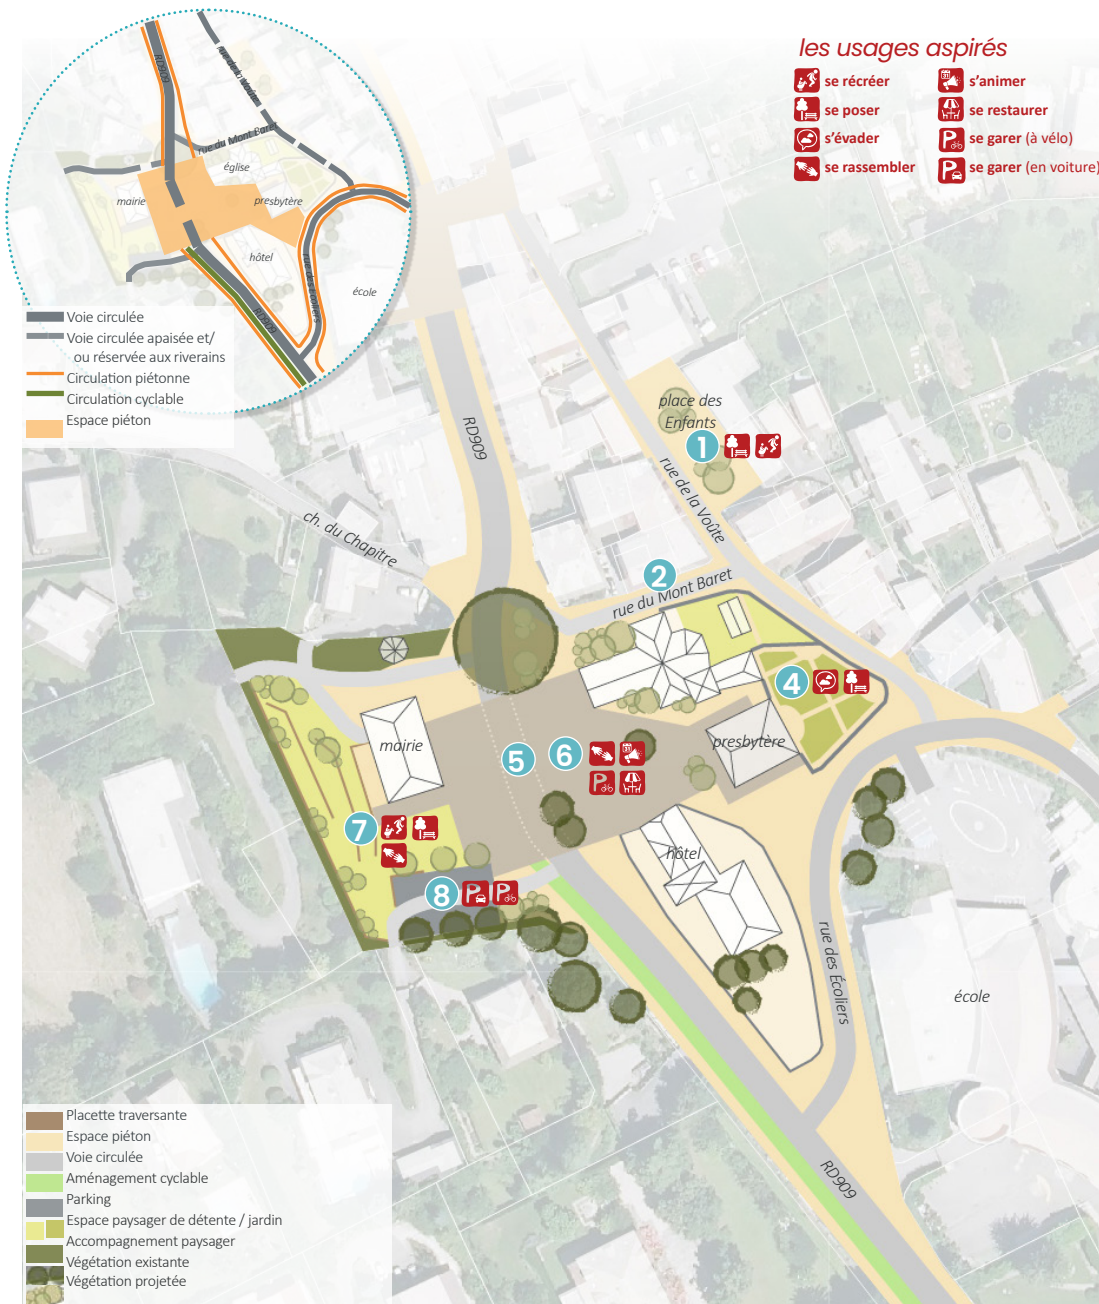 les usages aspirés
se récréer
s'animer
se poser
se restaurer
s'évader
se garer (à vélo)
se rassembler
se garer (en voiture)
RD909
rue de la Voûte
rue du Mont Baret
église
mairie
presbytère
hôtel
rue des Écoliers
école
RD909
Voie circulée
Voie circulée apaisée et/
ou réservée aux riverains
Circulation piétonne
Circulation cyclable
Espace piéton
place des
Enfants
1
RD909
rue de la Voûte
ch. du Chapitre
2
rue du Mont Baret
4
mairie
presbytère
5
6
7
hôtel
8
rue des Écoliers
école
RD909
Placette traversante
Espace piéton
Voie circulée
Aménagement cyclable
Parking
Espace paysager de détente / jardin
Accompagnement paysager
Végétation existante
Végétation projetée